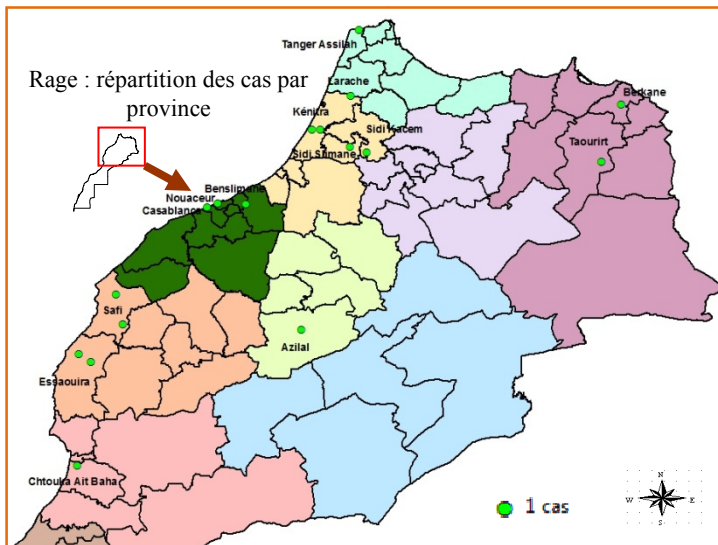 Rage : répartition des cas par
province
Tanger Assilah
Larache
Kénitra
Sidi Kacem
Sidi Slimane
Berkane
Taourirt
Benslimane
Nouaceur
Casablanca
Safi
Azilal
Essaouira
Chtouka Ait Baha
1 cas
N
W E
S